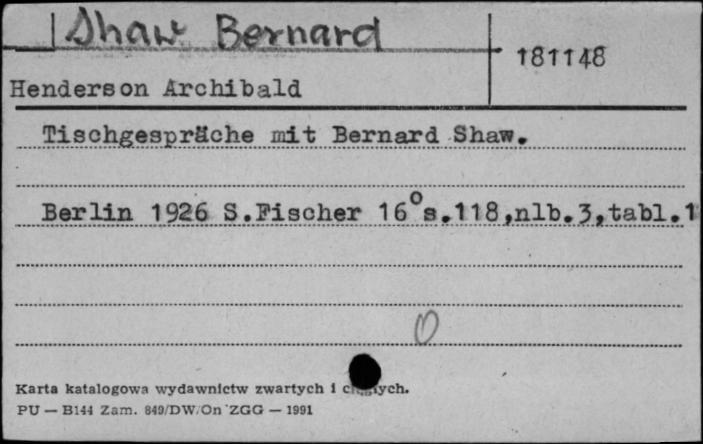 Shaw Bernard
181148
Henderson Archibald
Tischgespräche mit Bernard Shaw.
Berlin 1926 S.Fischer 16°s.118,nlb.3,tabl.1
0
Karta katalogowa wydawnictw zwartych i
PU — B144 Zam. 849/DW/On ZGG — 1991